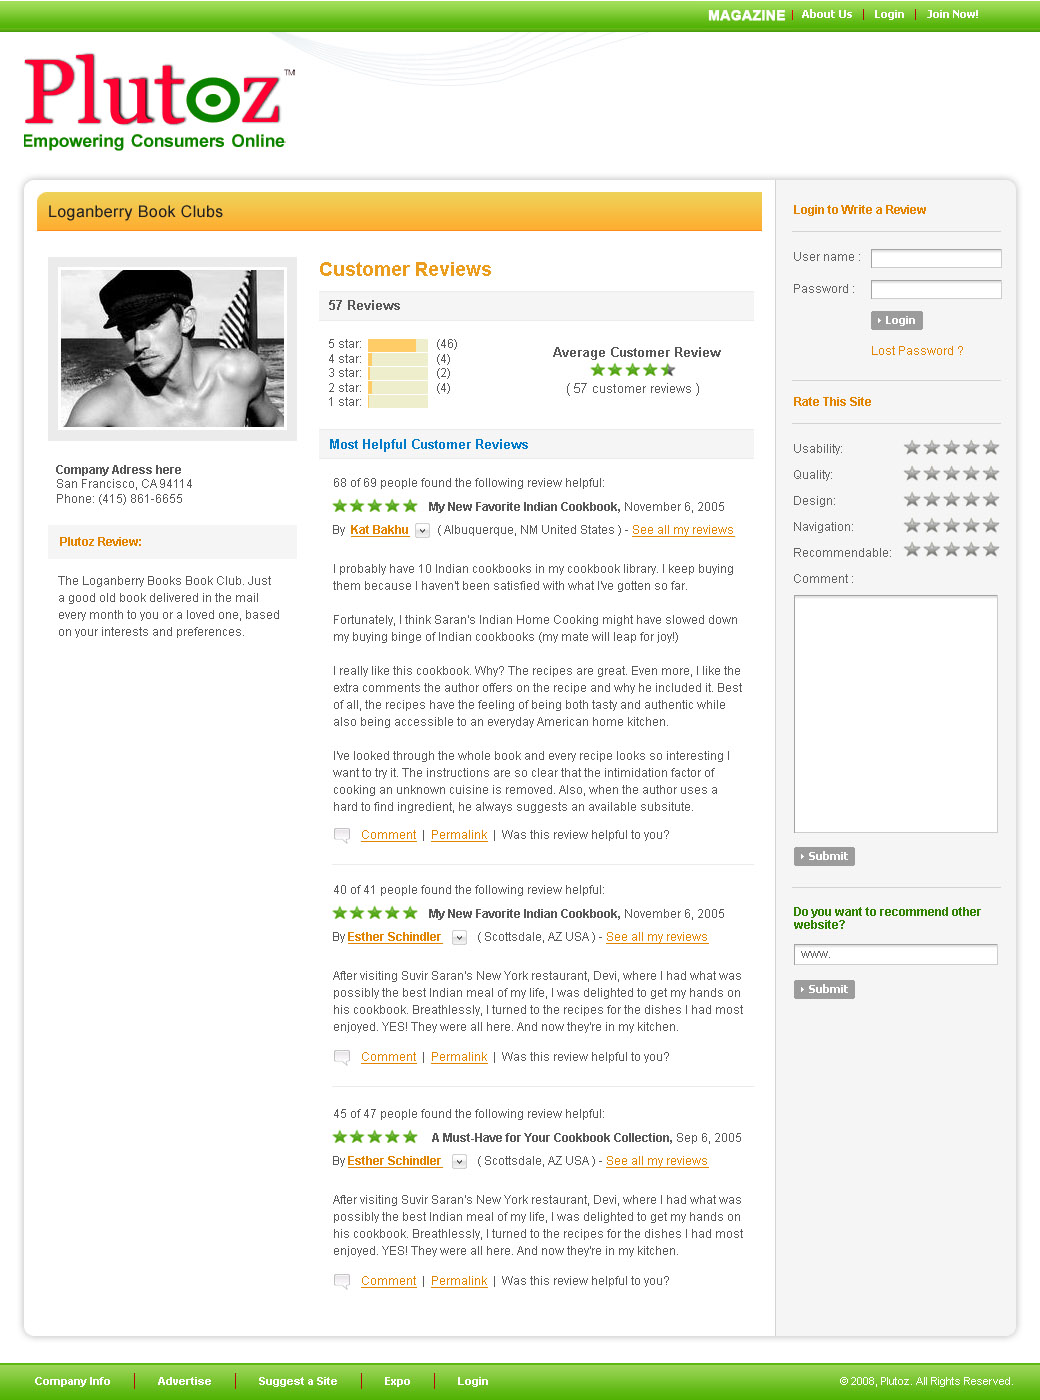 MAGAZINE | About Us | Login | Join Now!
Plutoz ™
Empowering Consumers Online
Loganberry Book Clubs
Company Adress here
San Francisco, CA 94114
Phone: (415) 861-6655
Plutoz Review:
The Loganberry Books Book Club. Just
a good old book delivered in the mail
every month to you or a loved one, based
on your interests and preferences.
Customer Reviews
57 Reviews
5 star: (46)
4 star: (4)
3 star: (2)
2 star: (4)
1 star:
Average Customer Review
( 57 customer reviews )
Most Helpful Customer Reviews
68 of 69 people found the following review helpful:
My New Favorite Indian Cookbook, November 6, 2005
By Kat Bakhu ( Albuquerque, NM United States ) - See all my reviews
I probably have 10 Indian cookbooks in my cookbook library. I keep buying
them because I haven't been satisfied with what I've gotten so far.
Fortunately, I think Saran's Indian Home Cooking might have slowed down
my buying binge of Indian cookbooks (my mate will leap for joy!)
I really like this cookbook. Why? The recipes are great. Even more, I like the
extra comments the author offers on the recipe and why he included it. Best
of all, the recipes have the feeling of being both tasty and authentic while
also being accessible to an everyday American home kitchen.
I've looked through the whole book and every recipe looks so interesting I
want to try it. The instructions are so clear that the intimidation factor of
cooking an unknown cuisine is removed. Also, when the author uses a
hard to find ingredient, he always suggests an available subsitute.
Comment | Permalink | Was this review helpful to you?
40 of 41 people found the following review helpful:
My New Favorite Indian Cookbook, November 6, 2005
By Esther Schindler ( Scottsdale, AZ USA ) - See all my reviews
After visiting Suvir Saran's New York restaurant, Devi, where I had what was
possibly the best Indian meal of my life, I was delighted to get my hands on
his cookbook. Breathlessly, I turned to the recipes for the dishes I had most
enjoyed. YES! They were all here. And now they're in my kitchen.
Comment | Permalink | Was this review helpful to you?
45 of 47 people found the following review helpful:
A Must-Have for Your Cookbook Collection, Sep 6, 2005
By Esther Schindler ( Scottsdale, AZ USA ) - See all my reviews
After visiting Suvir Saran's New York restaurant, Devi, where I had what was
possibly the best Indian meal of my life, I was delighted to get my hands on
his cookbook. Breathlessly, I turned to the recipes for the dishes I had most
enjoyed. YES! They were all here. And now they're in my kitchen.
Comment | Permalink | Was this review helpful to you?
Login to Write a Review
User name :
Password :
Login
Lost Password ?
Rate This Site
Usability:
Quality:
Design:
Navigation:
Recommendable:
Comment :
Submit
Do you want to recommend other
website?
www.
Submit
Company Info | Advertise | Suggest a Site | Expo | Login
© 2008, Plutoz. All Rights Reserved.